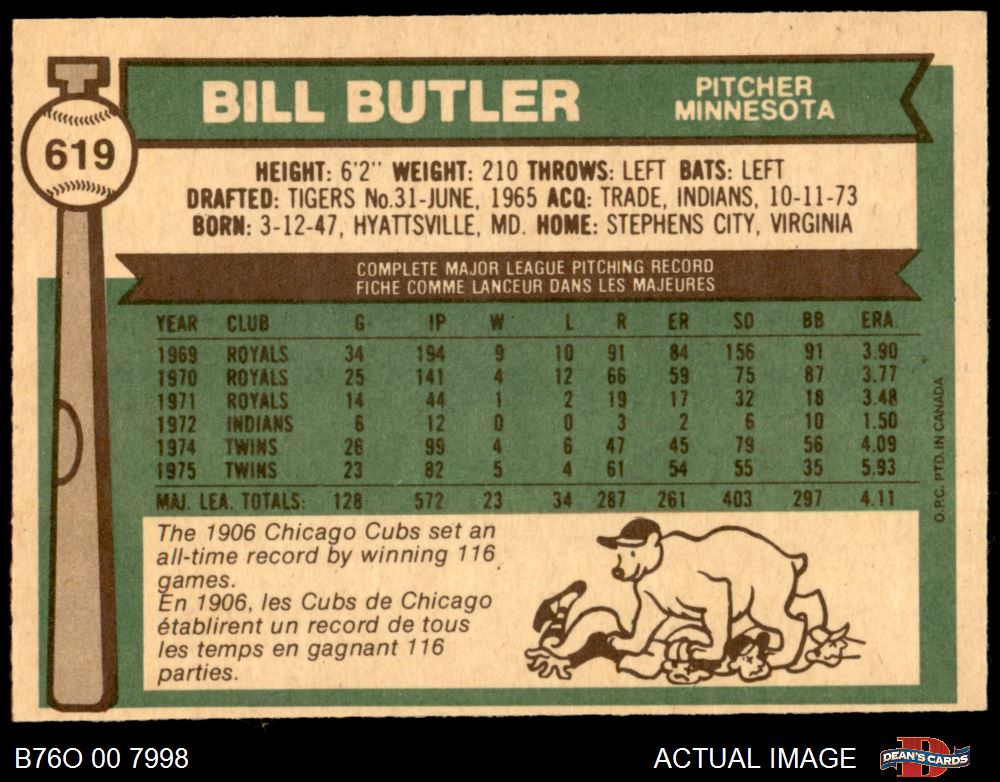 619
BILL BUTLER
PITCHER
MINNESOTA
HEIGHT: 6'2" WEIGHT: 210 THROWS: LEFT BATS: LEFT
DRAFTED: TIGERS No.31-JUNE, 1965 ACQ: TRADE, INDIANS, 10-11-73
BORN: 3-12-47, HYATTSVILLE, MD. HOME: STEPHENS CITY, VIRGINIA
COMPLETE MAJOR LEAGUE PITCHING RECORD
FICHE COMME LANCEUR DANS LES MAJEURES
YEAR CLUB G IP W L R ER SO BB ERA.
1969 ROYALS 34 194 9 10 91 84 156 91 3.90
1970 ROYALS 25 141 4 12 66 59 75 87 3.77
1971 ROYALS 14 44 1 2 19 17 32 18 3.48
1972 INDIANS 6 12 0 0 3 2 6 10 1.50
1974 TWINS 26 99 4 6 47 45 79 56 4.09
1975 TWINS 23 82 5 4 61 54 55 35 5.93
MAJ. LEA. TOTALS: 128 572 23 34 287 261 403 297 4.11
O.P.C. PTD. IN CANADA
The 1906 Chicago Cubs set an
all-time record by winning 116
games.
En 1906, les Cubs de Chicago
établirent un record de tous
les temps en gagnant 116
parties.
B76O 00 7998
ACTUAL IMAGE
D
DEAN'S CARDS